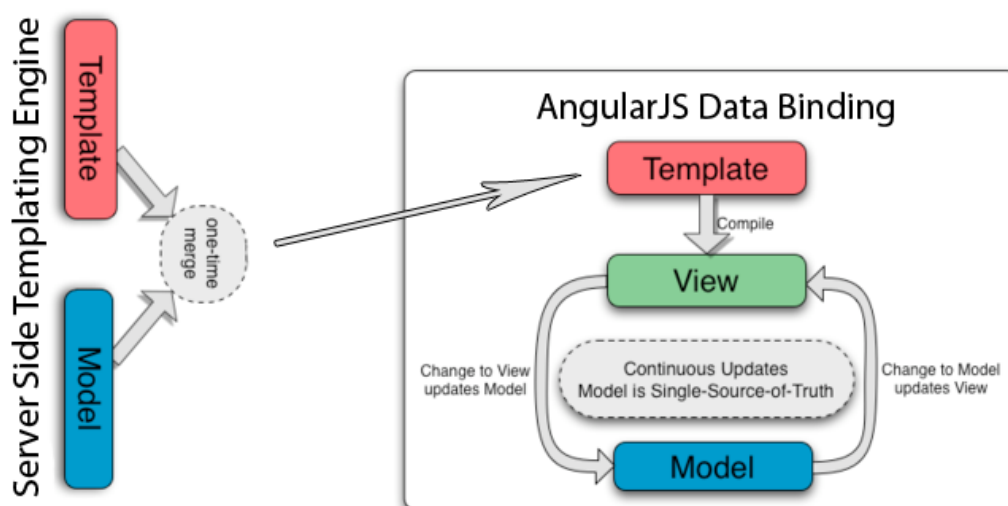 Server Side Templating Engine
Template
one-time
merge
Model
AngularJS Data Binding
Template
Compile
View
Change to View
updates Model
Continuous Updates
Model is Single-Source-of-Truth
Change to Model
updates View
Model